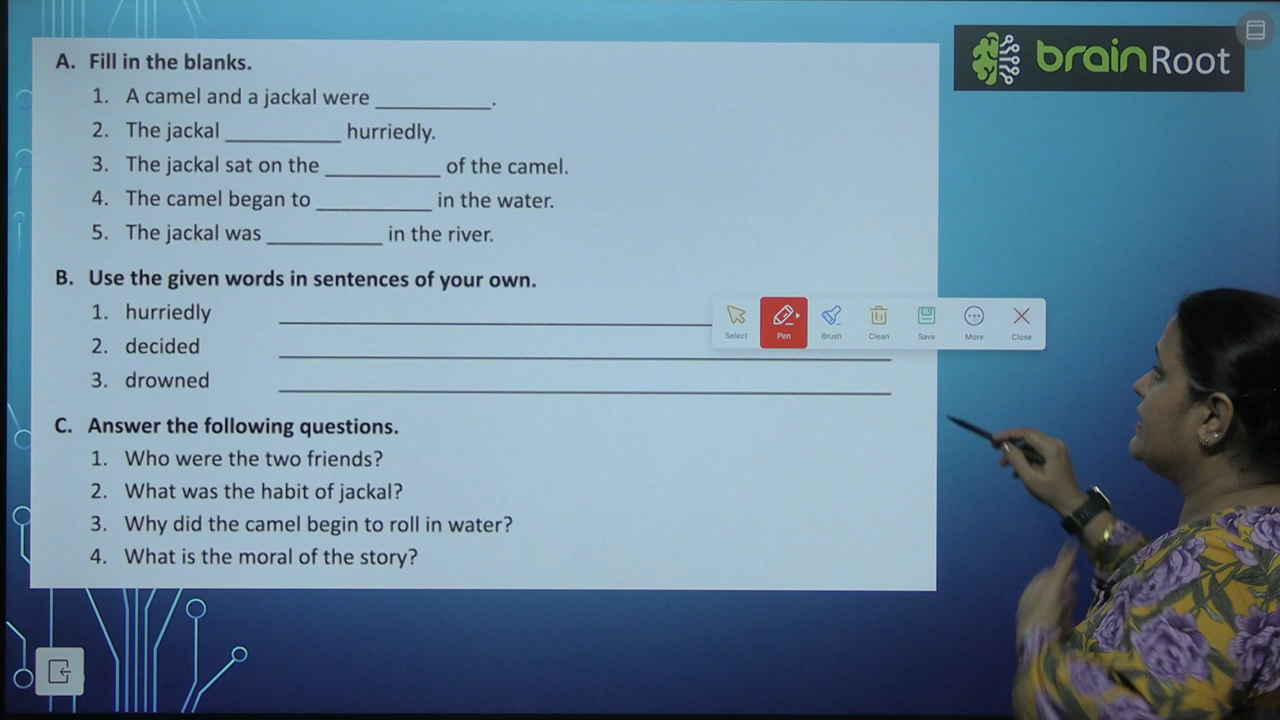 brainRoot
A. Fill in the blanks.
1. A camel and a jackal were __________.
2. The jackal __________ hurriedly.
3. The jackal sat on the __________ of the camel.
4. The camel began to __________ in the water.
5. The jackal was __________ in the river.
B. Use the given words in sentences of your own.
1. hurriedly
2. decided
3. drowned
Select Pen Brush Clean Save More Close
C. Answer the following questions.
1. Who were the two friends?
2. What was the habit of jackal?
3. Why did the camel begin to roll in water?
4. What is the moral of the story?